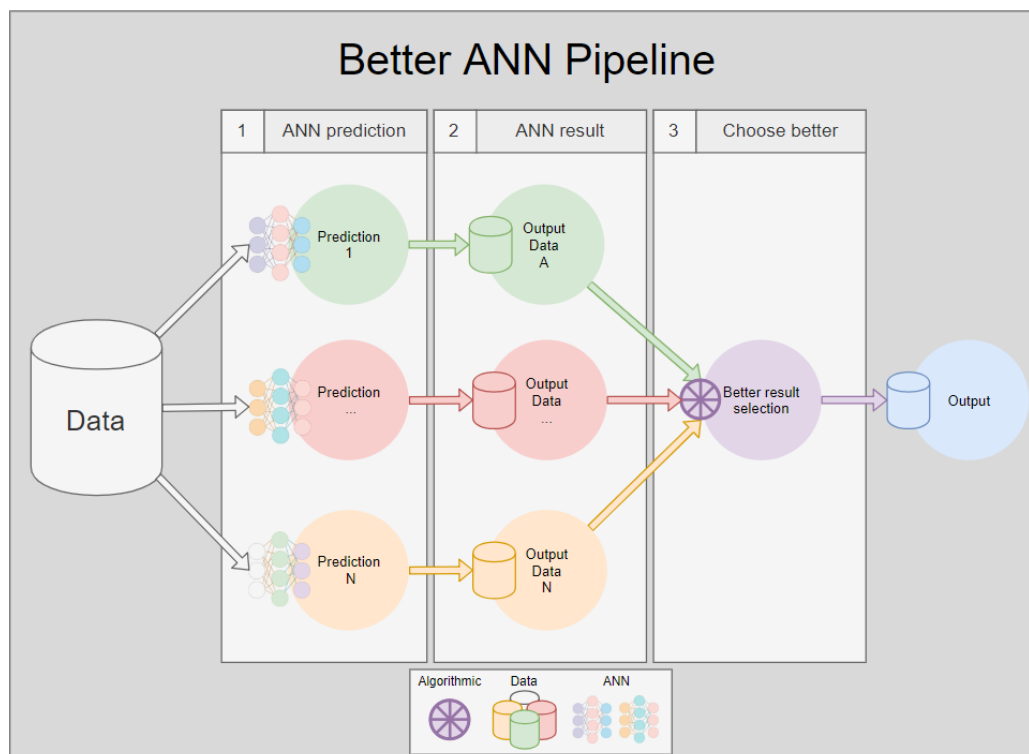 Better ANN Pipeline
1 ANN prediction
2 ANN result
3 Choose better
Prediction
1
Output
Data
A
Data
Prediction
...
Output
Data
...
Better result
selection
Output
Prediction
N
Output
Data
N
Algorithmic
Data
ANN